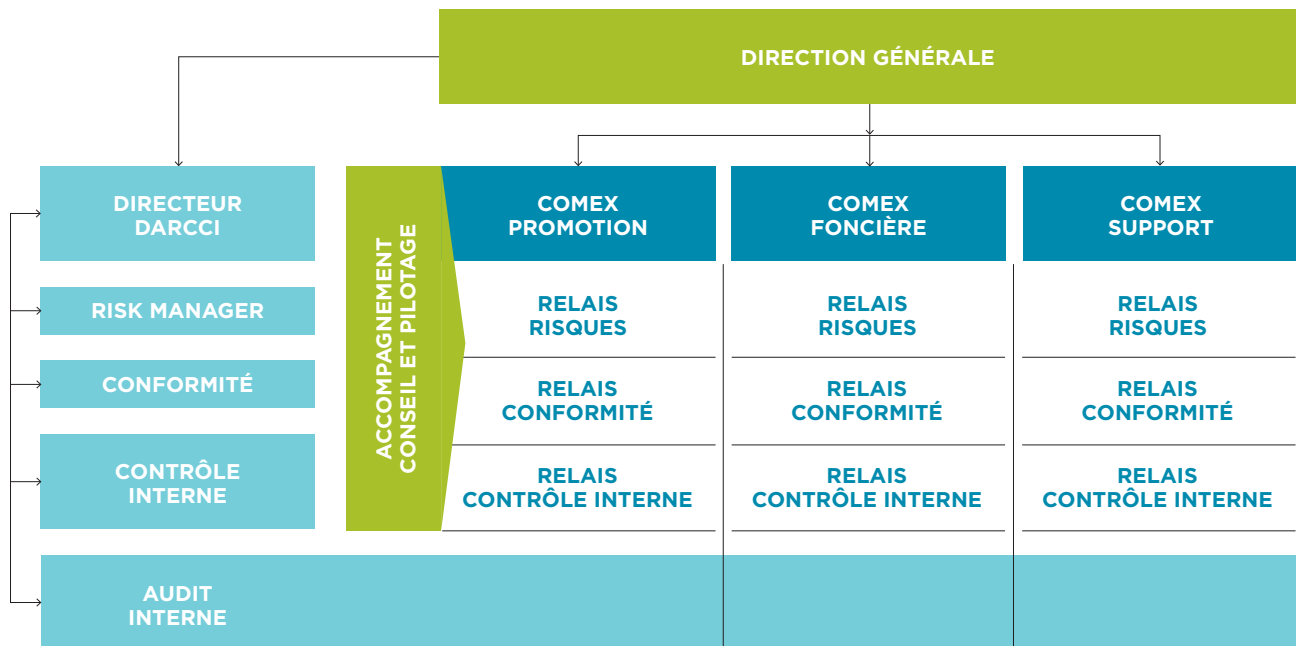 DIRECTION GÉNÉRALE
DIRECTEUR
DARCCI
RISK MANAGER
CONFORMITÉ
CONTRÔLE
INTERNE
AUDIT
INTERNE
ACCOMPAGNEMENT
CONSEIL ET PILOTAGE
COMEX
PROMOTION
RELAIS
RISQUES
RELAIS
CONFORMITÉ
RELAIS
CONTRÔLE INTERNE
COMEX
FONCIÈRE
RELAIS
RISQUES
RELAIS
CONFORMITÉ
RELAIS
CONTRÔLE INTERNE
COMEX
SUPPORT
RELAIS
RISQUES
RELAIS
CONFORMITÉ
RELAIS
CONTRÔLE INTERNE